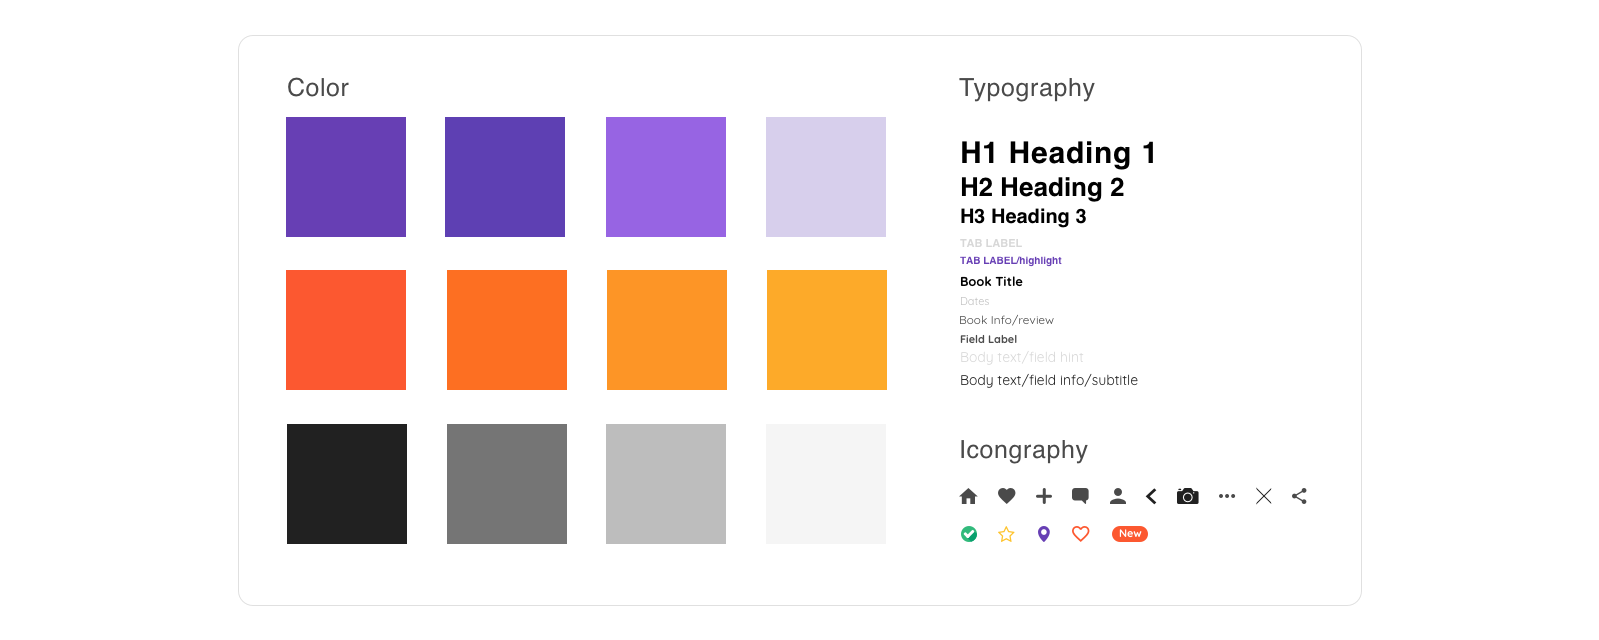 Color
Typography
H1 Heading 1
H2 Heading 2
H3 Heading 3
TAB LABEL
TAB LABEL/highlight
Book Title
Dates
Book Info/review
Field Label
Body text/field hint
Body text/field info/subtitle
Icongraphy
New